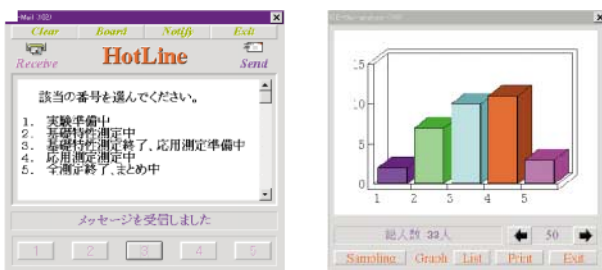 -Mail 3(2)
Clear Board Notify Exit
Receive HotLine Send
該当の番号を選んでください。
1. 実験準備中
2. 基礎特性測定中
3. 基礎特性測定終了、応用測定準備中
4. 応用測定測定中
5. 全測定終了、まとめ中
メッセージを受信しました
1 2 3 4 5
15
10
5
0
1 2 3 4 5
総人数 33人 50
Sampling Graph List Print Exit